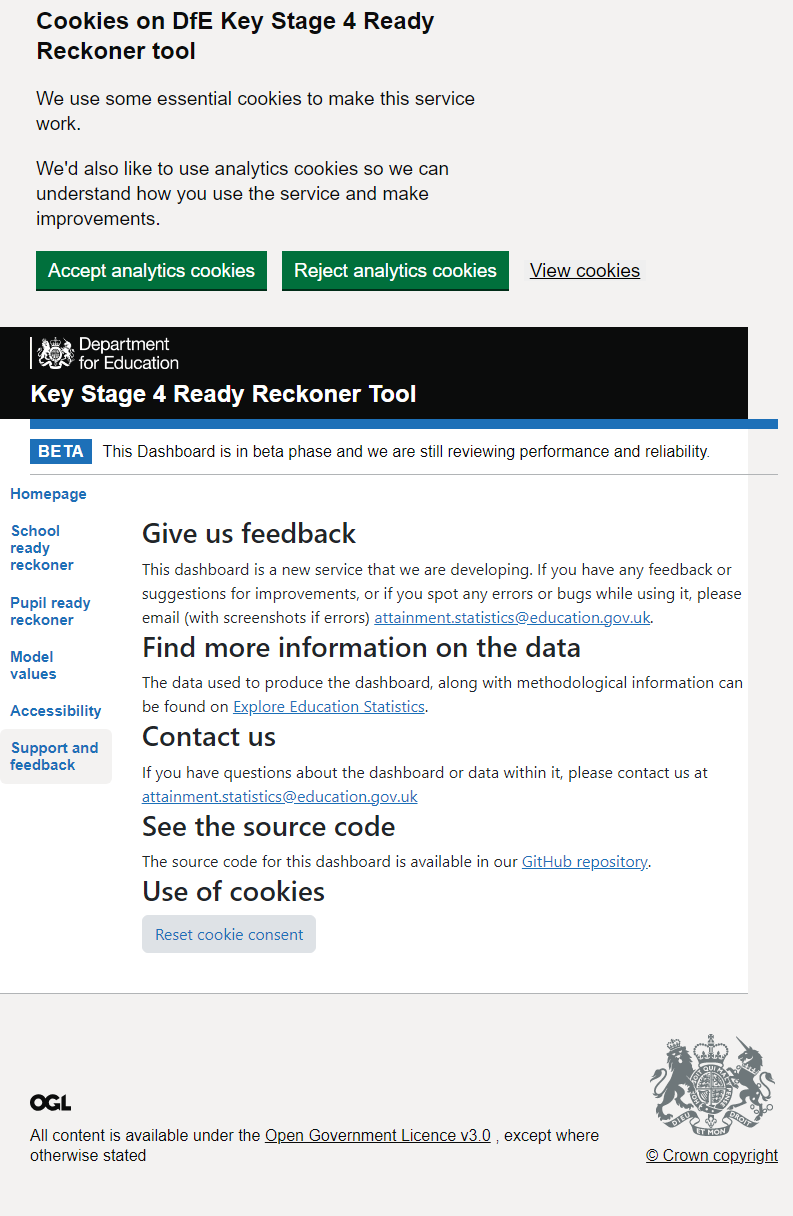 Cookies on DfE Key Stage 4 Ready
Reckoner tool
We use some essential cookies to make this service
work.
We'd also like to use analytics cookies so we can
understand how you use the service and make
improvements.
Accept analytics cookies Reject analytics cookies View cookies
Department
for Education
Key Stage 4 Ready Reckoner Tool
BETA This Dashboard is in beta phase and we are still reviewing performance and reliability.
Homepage
School
ready
reckoner
Pupil ready
reckoner
Model
values
Accessibility
Support and
feedback
Give us feedback
This dashboard is a new service that we are developing. If you have any feedback or
suggestions for improvements, or if you spot any errors or bugs while using it, please
email (with screenshots if errors) attainment.statistics@education.gov.uk.
Find more information on the data
The data used to produce the dashboard, along with methodological information can
be found on Explore Education Statistics.
Contact us
If you have questions about the dashboard or data within it, please contact us at
attainment.statistics@education.gov.uk
See the source code
The source code for this dashboard is available in our GitHub repository.
Use of cookies
Reset cookie consent
OGL
All content is available under the Open Government Licence v3.0 , except where
otherwise stated
DIEU ET MON DROIT
© Crown copyright